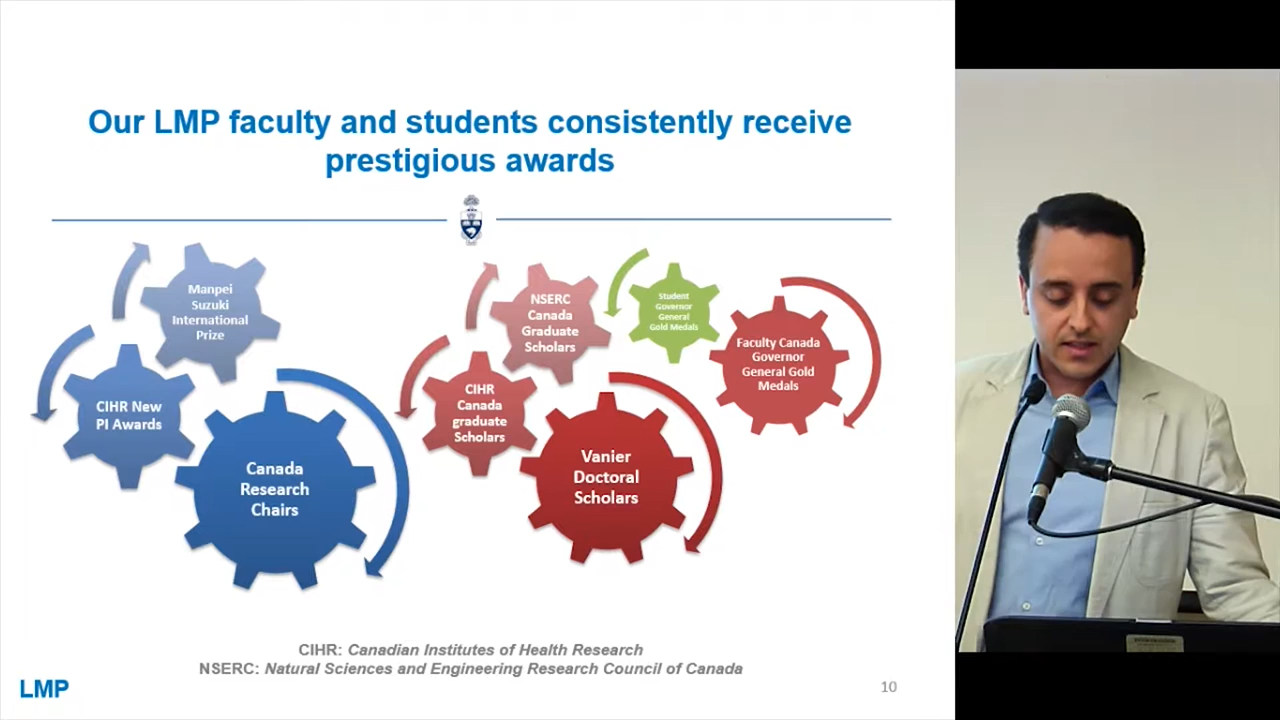 Our LMP faculty and students consistently receive
prestigious awards
Manpei
Suzuki
International
Prize
CIHR New
PI Awards
Canada
Research
Chairs
NSERC
Canada
Graduate
Scholars
CIHR
Canada
graduate
Scholars
Vanier
Doctoral
Scholars
Student
Governor
General
Gold Medals
Faculty Canada
Governor
General Gold
Medals
CIHR: Canadian Institutes of Health Research
NSERC: Natural Sciences and Engineering Research Council of Canada
LMP
10